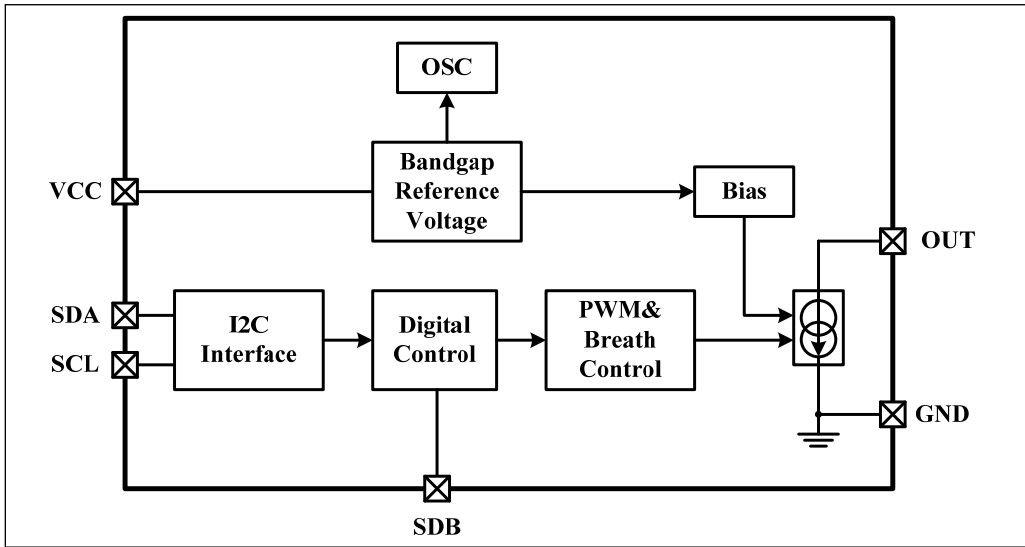 OSC
VCC
Bandgap
Reference
Voltage
Bias
OUT
SDA
SCL
I2C
Interface
Digital
Control
PWM&
Breath
Control
GND
SDB